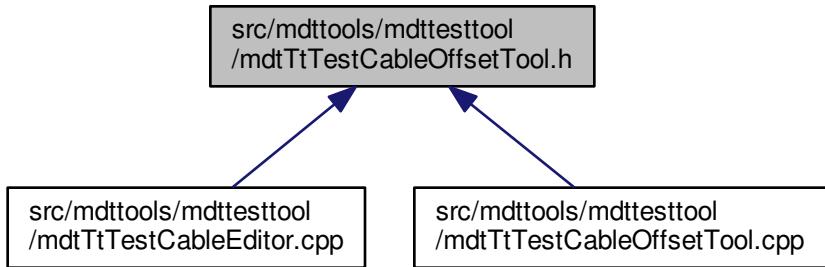 src/mdttools/mdttesttool
/mdtTtTestCableOffsetTool.h
src/mdttools/mdttesttool
/mdtTtTestCableEditor.cpp
src/mdttools/mdttesttool
/mdtTtTestCableOffsetTool.cpp